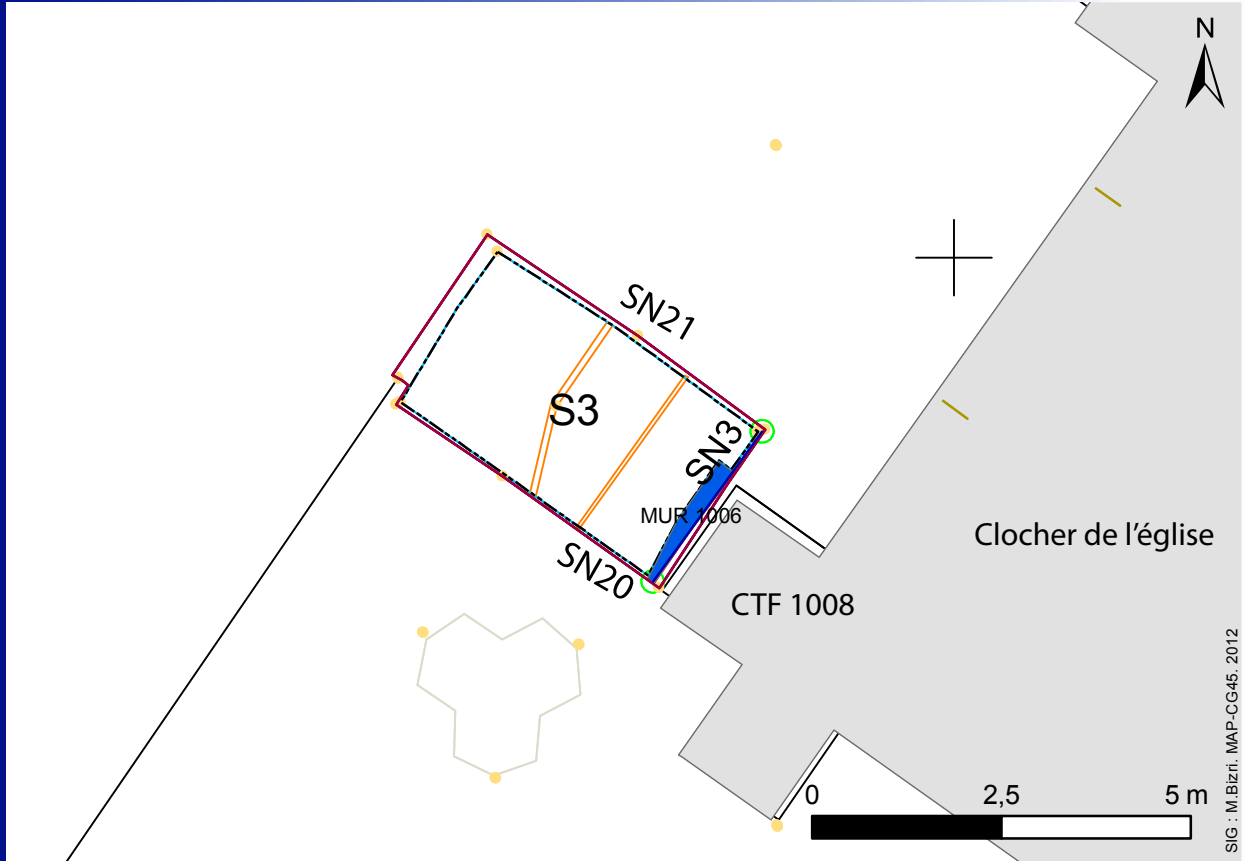 N
SN21
S3
SN3
MUR 1006
SN20
Clocher de l'église
CTF 1008
0 2,5 5 m
SIG : M.Bizri. MAP-CG45. 2012